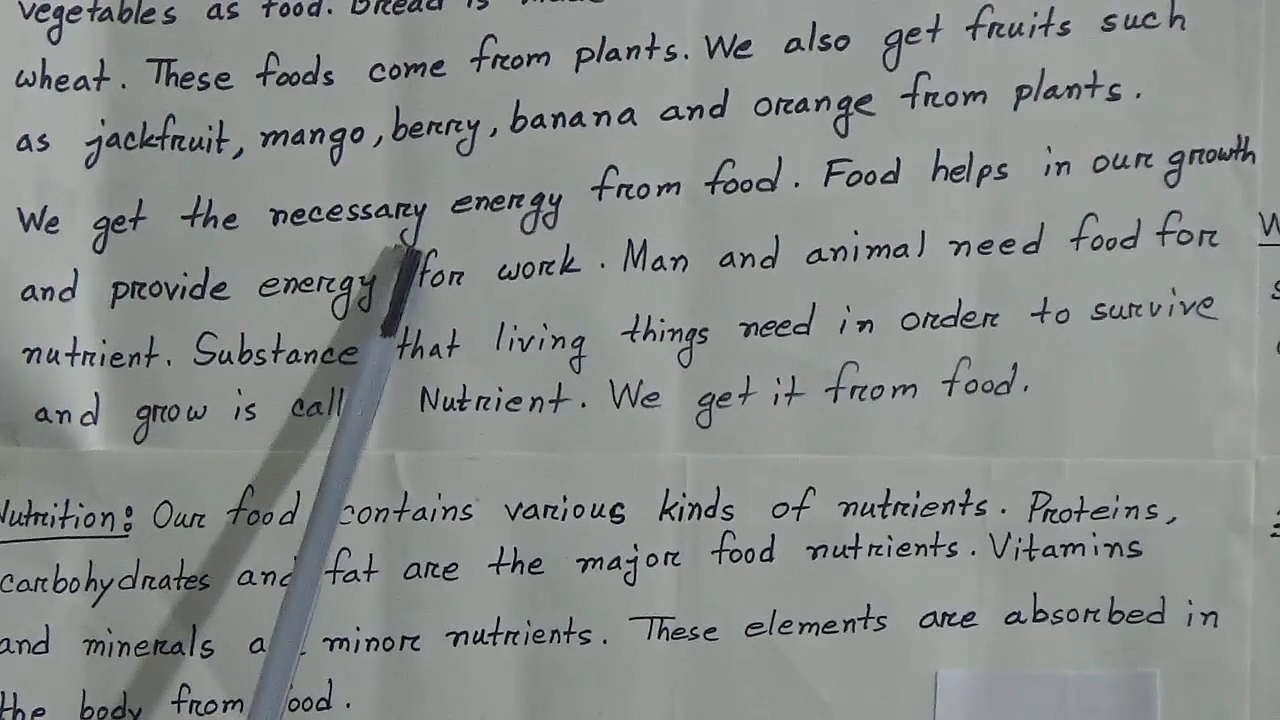 vegetables as food. Bread is
wheat. These foods come from plants. We also get fruits such
as jackfruit, mango, berry, banana and orange from plants.
We get the necessary energy from food. Food helps in our growth
and provide energy for work. Man and animal need food for
nutrient. Substance that living things need in order to survive
and grow is call Nutrient. We get it from food.
Nutrition: Our food contains various kinds of nutrients. Proteins,
carbohydrates and fat are the major food nutrients. Vitamins
and minerals minor nutrients. These elements are absorbed in
the body from food.